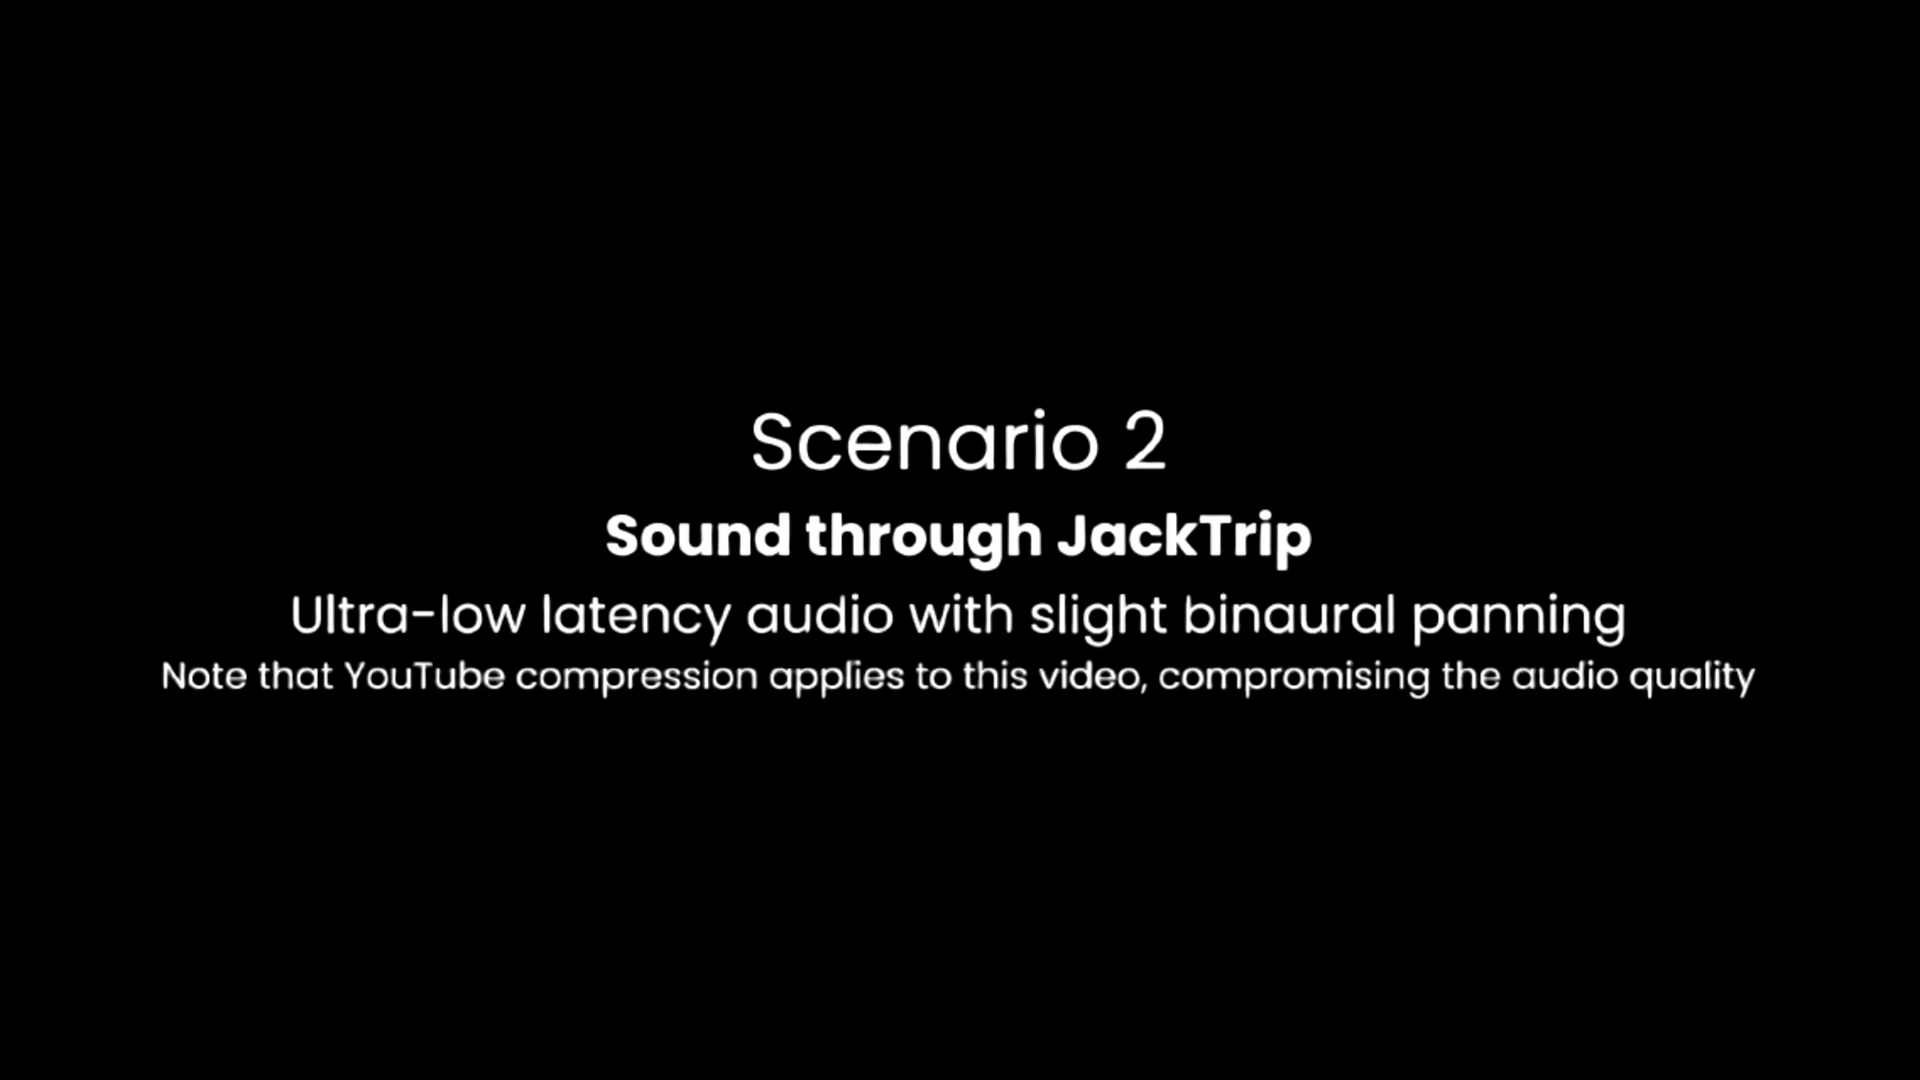 Scenario 2
Sound through JackTrip
Ultra-low latency audio with slight binaural panning
Note that YouTube compression applies to this video, compromising the audio quality